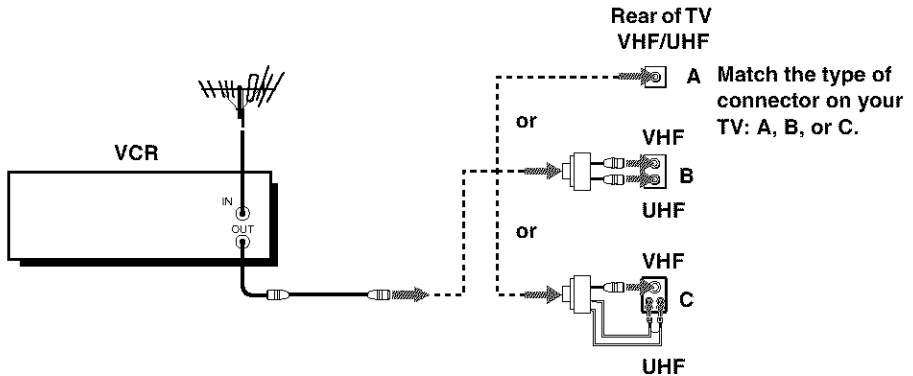 Rear of TV
VHF/UHF
A Match the type of
connector on your
TV: A, B, or C.
or
VHF
B
UHF
VCR
IN
OUT
or
VHF
C
UHF